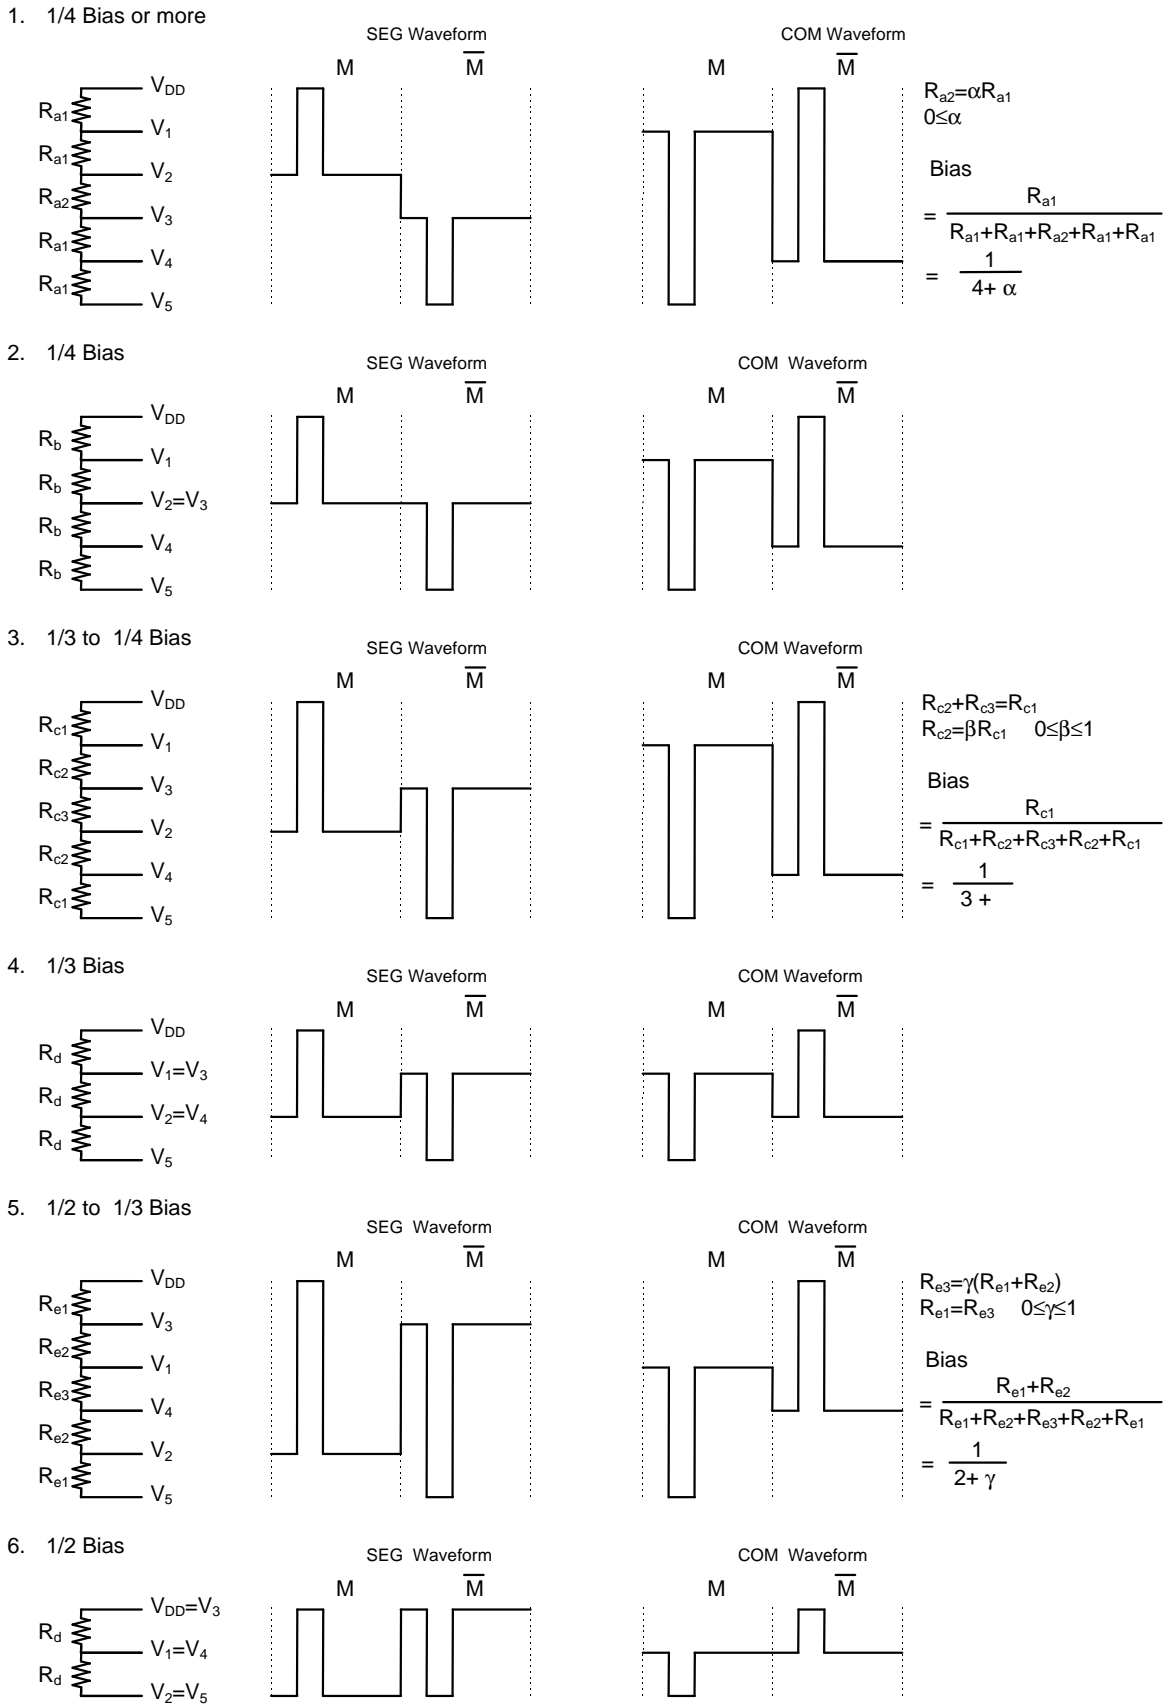 1. 1/4 Bias or more
SEG Waveform
COM Waveform
M M̅
M M̅
VDD
Ra1
V1
Ra1
V2
Ra2
V3
Ra1
V4
Ra1
V5
Ra2=αRa1
0≤α
Bias
= Ra1
Ra1+Ra1+Ra2+Ra1+Ra1
= 1
4+ α
2. 1/4 Bias
SEG Waveform
COM Waveform
M M̅
M M̅
VDD
Rb
V1
Rb
V2=V3
Rb
V4
Rb
V5
3. 1/3 to 1/4 Bias
SEG Waveform
COM Waveform
M M̅
M M̅
VDD
Rc1
V1
Rc2
V3
Rc3
V2
Rc2
V4
Rc1
V5
Rc2+Rc3=Rc1
Rc2=βRc1 0≤β≤1
Bias
= Rc1
Rc1+Rc2+Rc3+Rc2+Rc1
= 1
3 +
4. 1/3 Bias
SEG Waveform
COM Waveform
M M̅
M M̅
VDD
Rd
V1=V3
Rd
V2=V4
Rd
V5
5. 1/2 to 1/3 Bias
SEG Waveform
COM Waveform
M M̅
M M̅
VDD
Re1
V3
Re2
V1
Re3
V4
Re2
V2
Re1
V5
Re3=γ(Re1+Re2)
Re1=Re3 0≤γ≤1
Bias
= Re1+Re2
Re1+Re2+Re3+Re2+Re1
= 1
2+ γ
6. 1/2 Bias
SEG Waveform
COM Waveform
M M̅
M M̅
VDD=V3
Rd
V1=V4
Rd
V2=V5